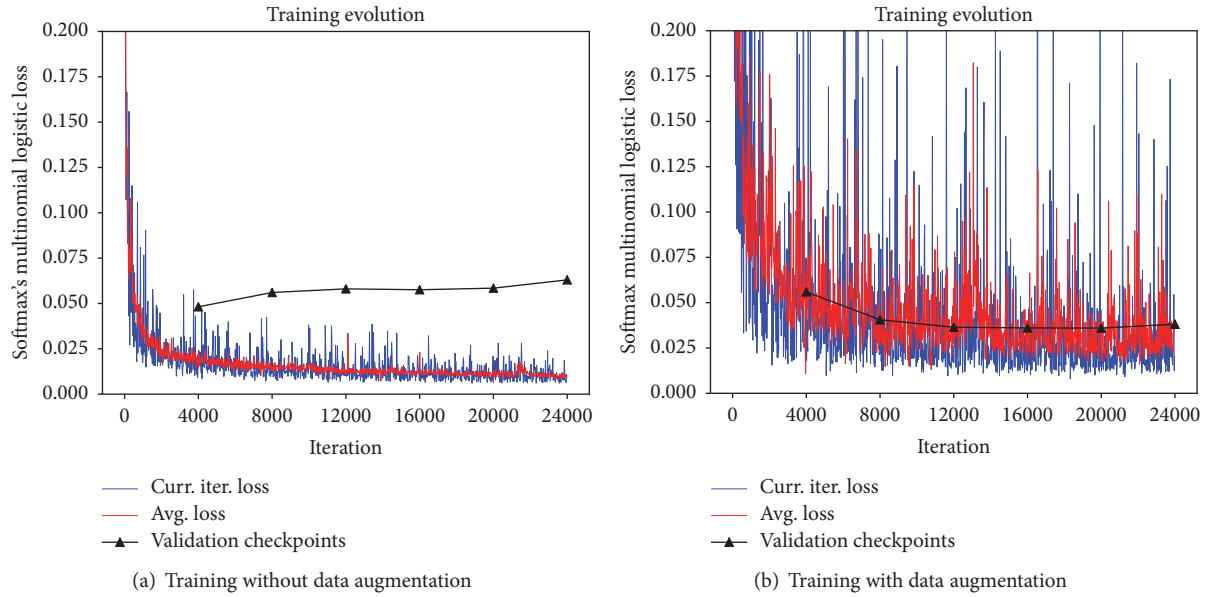 Training evolution
Softmax's multinomial logistic loss
0.200
0.175
0.150
0.125
0.100
0.075
0.050
0.025
0.000
0 4000 8000 12000 16000 20000 24000
Iteration
Curr. iter. loss
Avg. loss
Validation checkpoints
(a) Training without data augmentation
Training evolution
Softmax multinomial logistic loss
0.200
0.175
0.150
0.125
0.100
0.075
0.050
0.025
0.000
0 4000 8000 12000 16000 20000 24000
Iteration
Curr. iter. loss
Avg. loss
Validation checkpoints
(b) Training with data augmentation